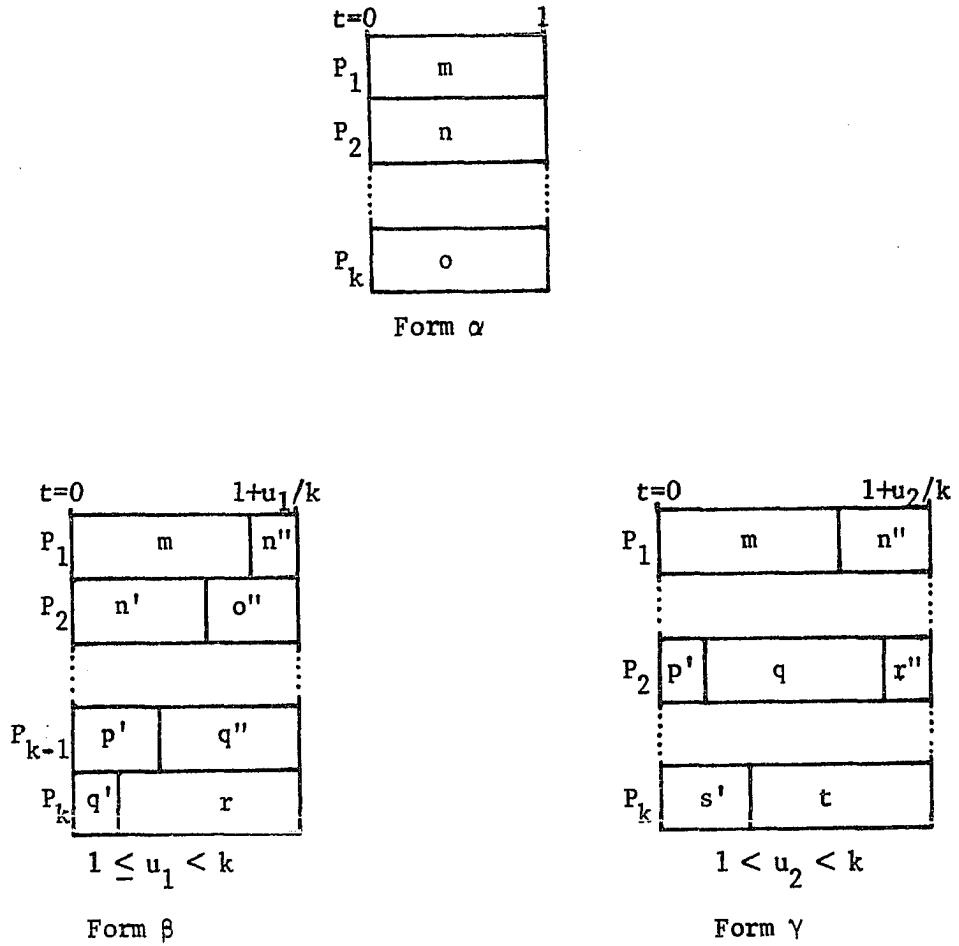 t=0 1
P₁ m
P₂ n
Pₖ o
Form α
t=0 1+u₁/k
P₁ m n"
P₂ n' o"
Pₖ₋₁ p' q"
Pₖ q' r
1 ≤ u₁ < k
Form β
t=0 1+u₂/k
P₁ m n"
P₂ p' q r"
Pₖ s' t
1 < u₂ < k
Form γ